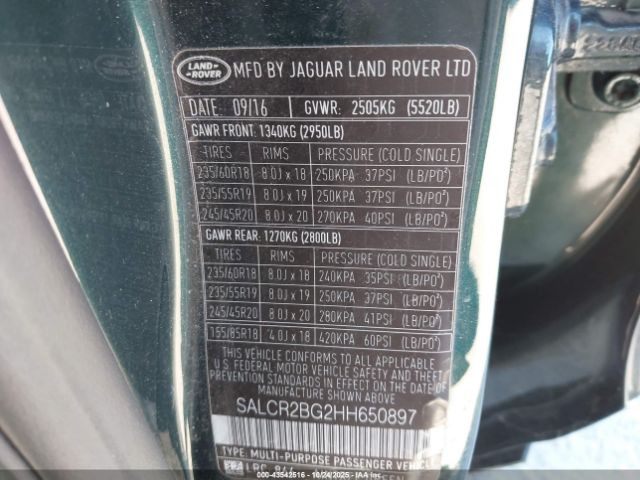 LAND-ROVER MFD BY JAGUAR LAND ROVER LTD
DATE: 09/16 GVWR: 2505KG (5520LB)
GAWR FRONT: 1340KG (2950LB)
TIRES RIMS PRESSURE (COLD SINGLE)
235/60R18 8.0J x 18 250KPA 37PSI (LB/PO²)
235/55R19 8.0J x 19 250KPA 37PSI (LB/PO²)
245/45R20 8.0J x 20 270KPA 40PSI (LB/PO²)
GAWR REAR: 1270KG (2800LB)
TIRES RIMS PRESSURE (COLD SINGLE)
235/60R18 8.0J x 18 240KPA 35PSI (LB/PO²)
235/55R19 8.0J x 19 250KPA 37PSI (LB/PO²)
245/45R20 8.0J x 20 280KPA 41PSI (LB/PO²)
155/85R18 4.0J x 18 420KPA 60PSI (LB/PO²)
THIS VEHICLE CONFORMS TO ALL APPLICABLE
U.S. FEDERAL MOTOR VEHICLE SAFETY AND THEFT
PREVENTION STANDARDS IN EFFECT ON THE
DATE OF MANUFACTURE SHOWN ABOVE
SALCR2BG2HH650897
TYPE: MULTI-PURPOSE PASSENGER VEHICLE
LRC
# 43542516 - 10/24/2025 - IAAI.com